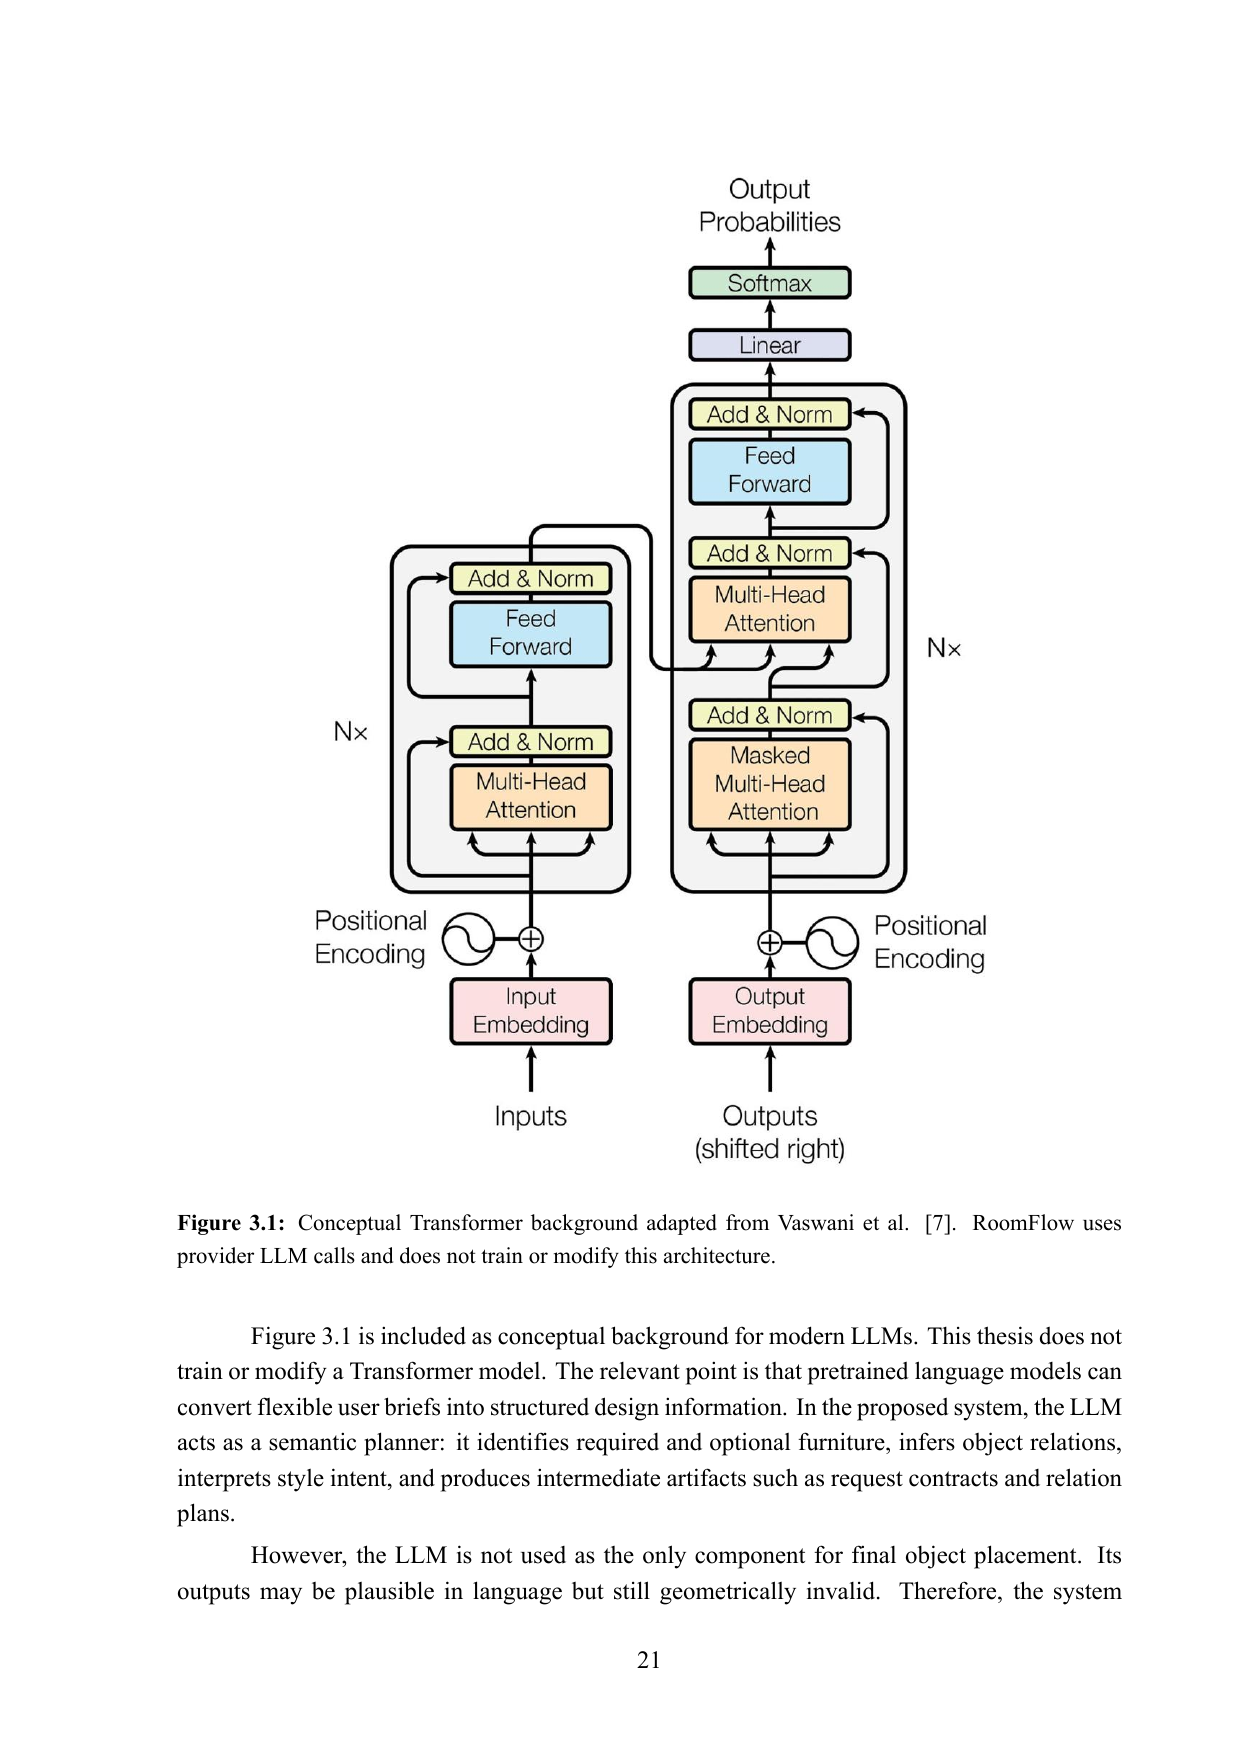 Output
Probabilities
Softmax
Linear
Add & Norm
Feed
Forward
Add & Norm
Multi-Head
Attention
N×
Add & Norm
Masked
Multi-Head
Attention
Add & Norm
Feed
Forward
N×
Add & Norm
Multi-Head
Attention
Positional
Encoding
Positional
Encoding
Input
Embedding
Output
Embedding
Inputs
Outputs
(shifted right)
Figure 3.1: Conceptual Transformer background adapted from Vaswani et al. [7]. RoomFlow uses
provider LLM calls and does not train or modify this architecture.
Figure 3.1 is included as conceptual background for modern LLMs. This thesis does not
train or modify a Transformer model. The relevant point is that pretrained language models can
convert flexible user briefs into structured design information. In the proposed system, the LLM
acts as a semantic planner: it identifies required and optional furniture, infers object relations,
interprets style intent, and produces intermediate artifacts such as request contracts and relation
plans.
However, the LLM is not used as the only component for final object placement. Its
outputs may be plausible in language but still geometrically invalid. Therefore, the system
21